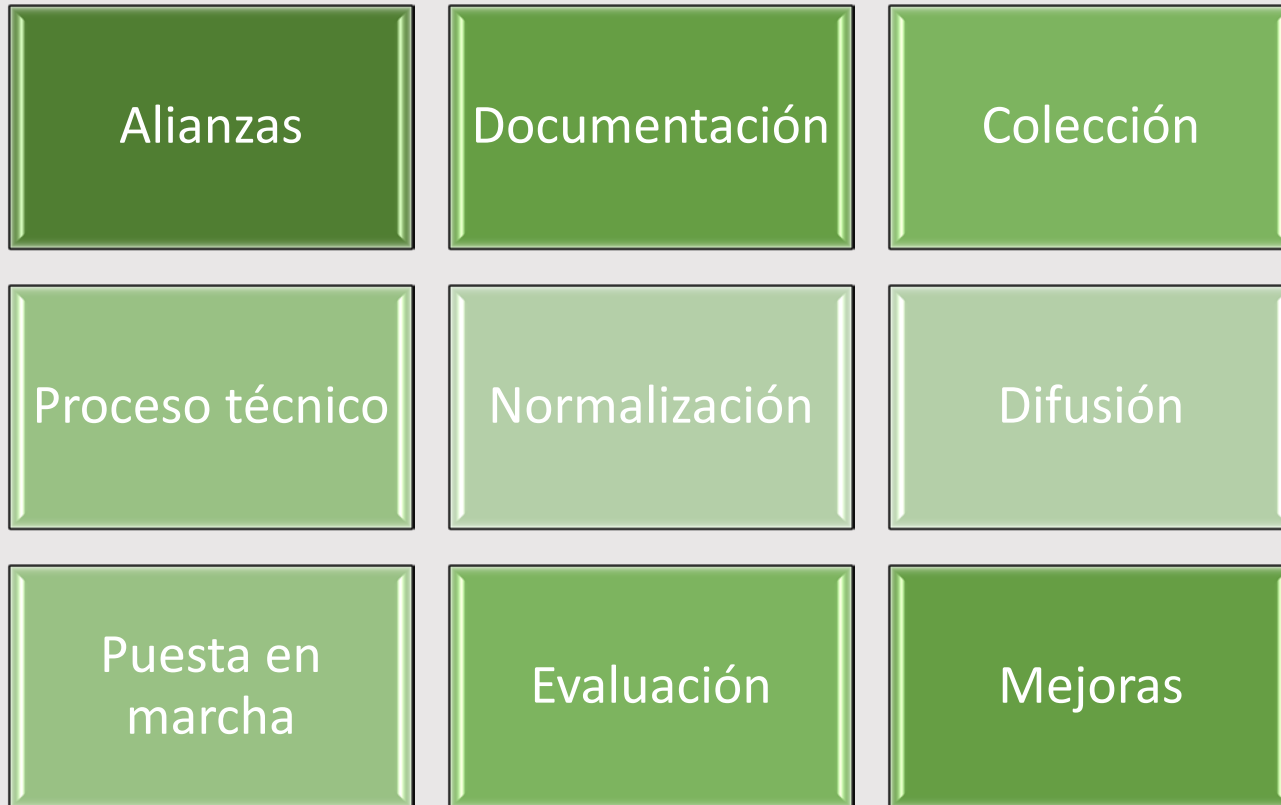 Alianzas
Documentación
Colección
Proceso técnico
Normalización
Difusión
Puesta en
marcha
Evaluación
Mejoras